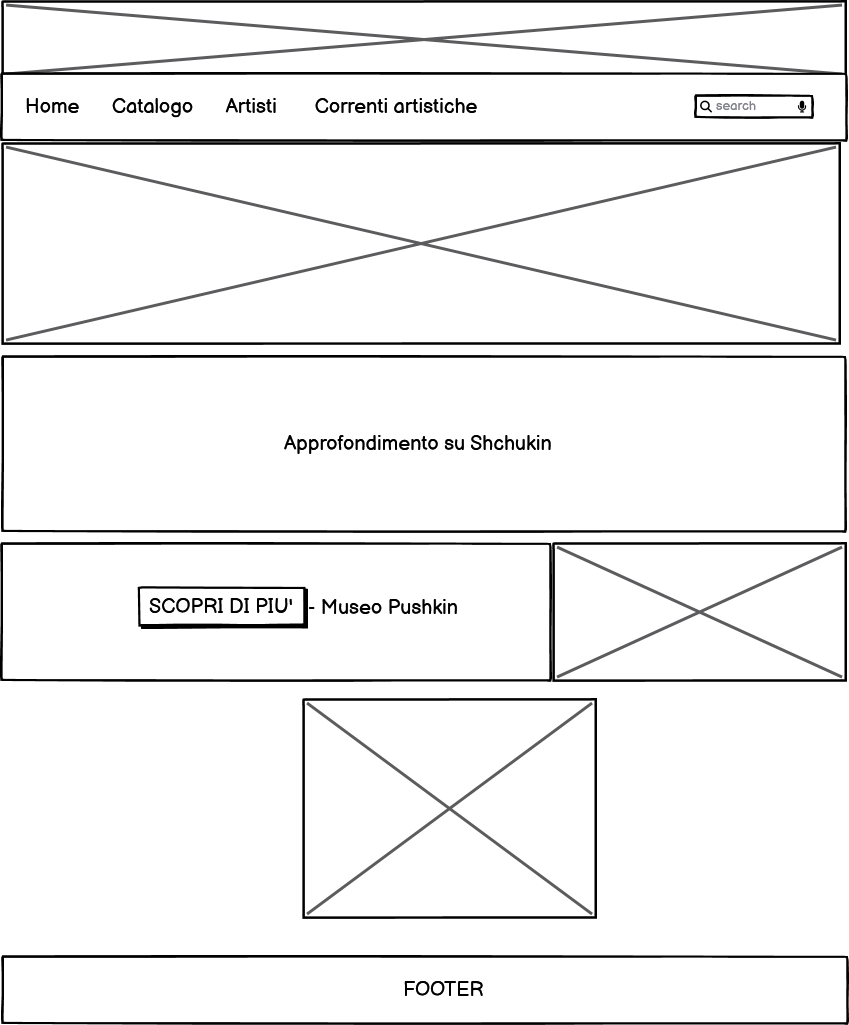 Home Catalogo Artisti Correnti artistiche search
Approfondimento su Shchukin
SCOPRI DI PIU' - Museo Pushkin
FOOTER